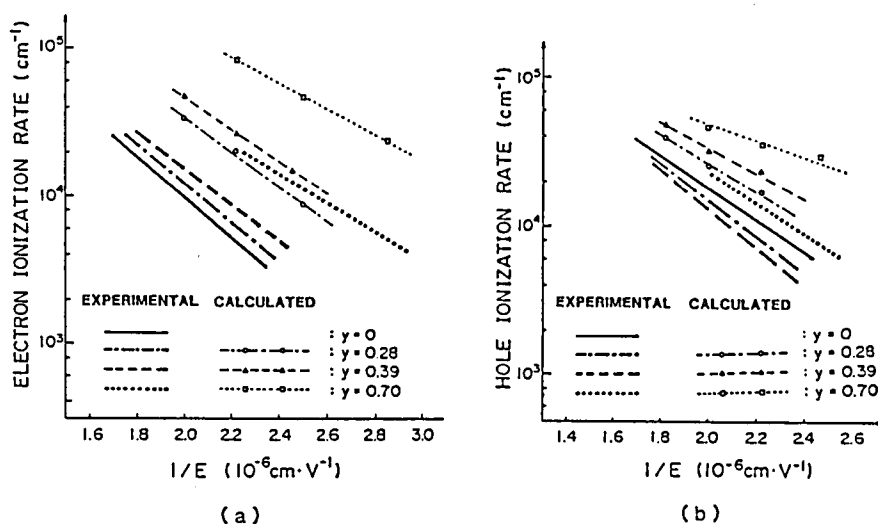 ELECTRON IONIZATION RATE (cm⁻¹)
10⁵
10⁴
10³
EXPERIMENTAL CALCULATED
: y = 0
: y = 0.28
: y = 0.39
: y = 0.70
1.6 1.8 2.0 2.2 2.4 2.6 2.8 3.0
1/E (10⁻⁶cm·V⁻¹)
(a)
HOLE IONIZATION RATE (cm⁻¹)
10⁵
10⁴
10³
EXPERIMENTAL CALCULATED
: y = 0
: y = 0.28
: y = 0.39
: y = 0.70
1.4 1.6 1.8 2.0 2.2 2.4 2.6
1/E (10⁻⁶cm·V⁻¹)
(b)